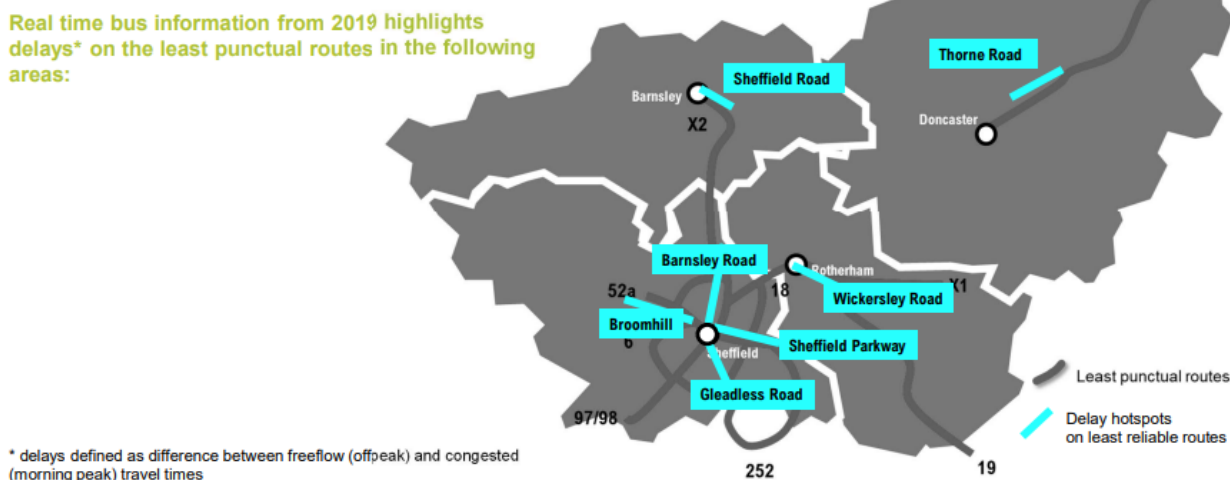 Real time bus information from 2019 highlights
delays* on the least punctual routes in the following
areas:
Thorne Road
Sheffield Road
Barnsley
X2
Doncaster
Barnsley Road
Rotherham
52a
18
X1
Wickersley Road
Broomhill
6
Sheffield
Sheffield Parkway
Gleadless Road
Least punctual routes
97/98
Delay hotspots
on least reliable routes
252
19
* delays defined as difference between freeflow (offpeak) and congested
(morning peak) travel times